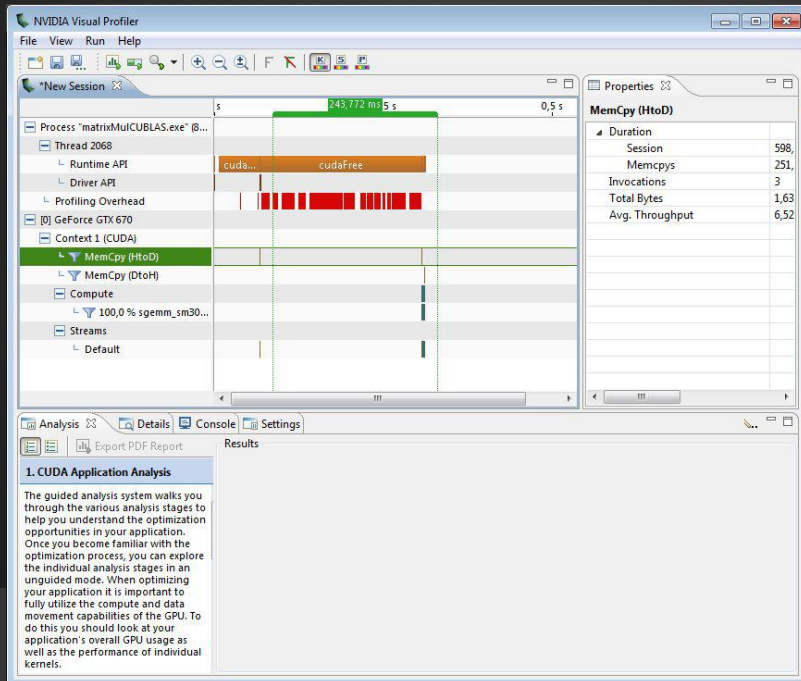 NVIDIA Visual Profiler
File View Run Help
*New Session
Properties
s 243,772 ms 5 s 0,5 s
MemCpy (HtoD)
Process "matrixMulCUBLAS.exe" (8...
Duration
Thread 2068
Session 598,
Runtime API cuda... cudaFree
Memcpys 251,
Driver API
Invocations 3
Profiling Overhead
Total Bytes 1,63
[0] GeForce GTX 670
Avg. Throughput 6,52
Context 1 (CUDA)
MemCpy (HtoD)
MemCpy (DtoH)
Compute
100,0 % sgemm_sm30...
Streams
Default
Analysis Details Console Settings
Export PDF Report
Results
1. CUDA Application Analysis
The guided analysis system walks you
through the various analysis stages to
help you understand the optimization
opportunities in your application.
Once you become familiar with the
optimization process, you can explore
the individual analysis stages in an
unguided mode. When optimizing
your application it is important to
fully utilize the compute and data
movement capabilities of the GPU. To
do this you should look at your
application's overall GPU usage as
well as the performance of individual
kernels.